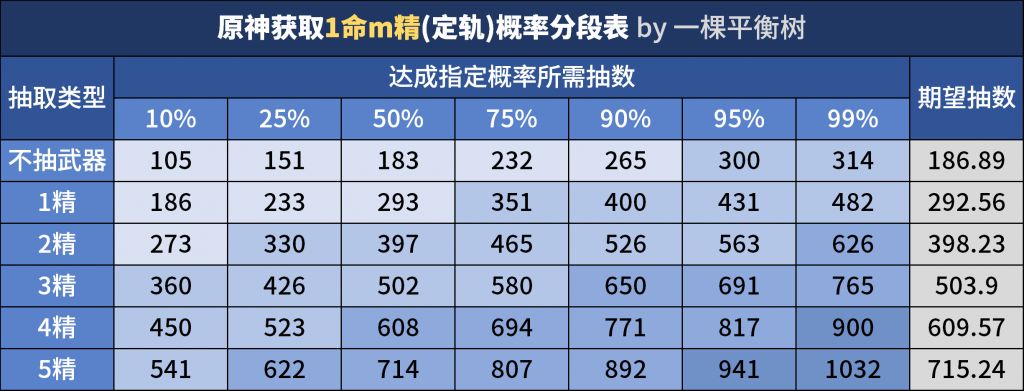 原神获取1命m精(定轨)概率分段表 by 一棵平衡树
抽取类型 达成指定概率所需抽数 期望抽数
10% 25% 50% 75% 90% 95% 99%
不抽武器 105 151 183 232 265 300 314 186.89
1精 186 233 293 351 400 431 482 292.56
2精 273 330 397 465 526 563 626 398.23
3精 360 426 502 580 650 691 765 503.9
4精 450 523 608 694 771 817 900 609.57
5精 541 622 714 807 892 941 1032 715.24